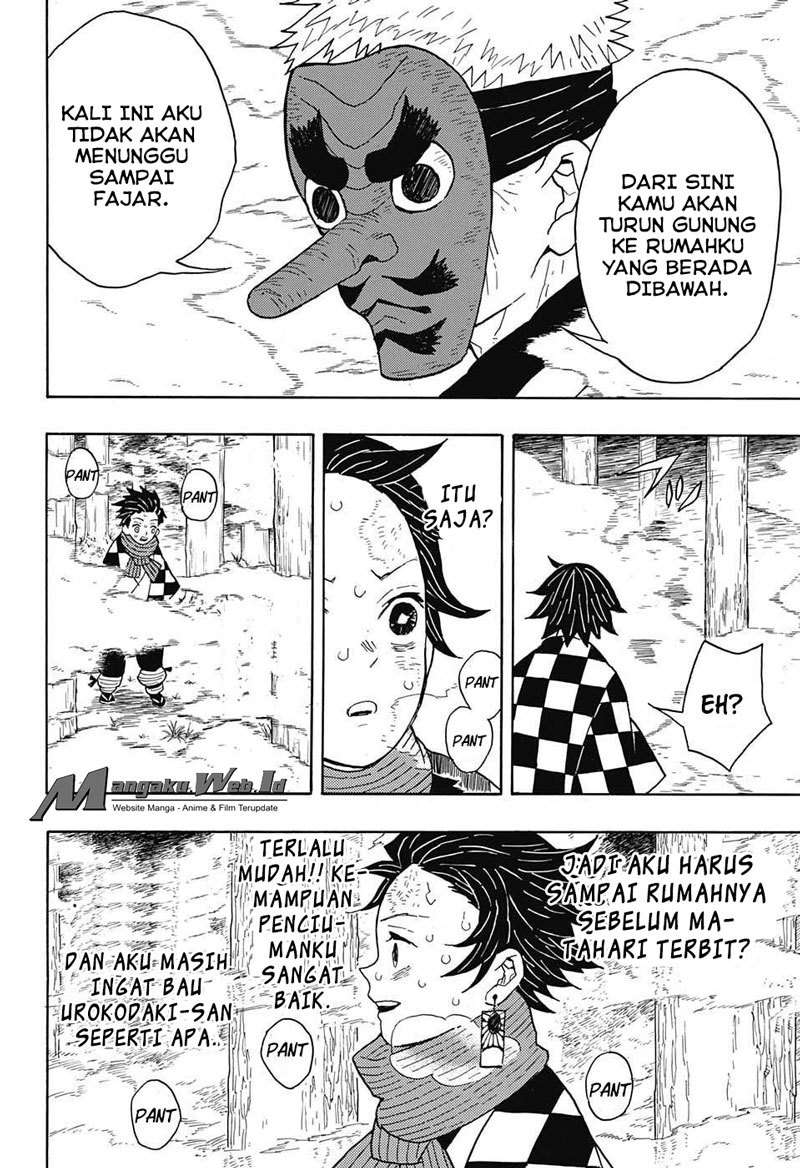 DARI SINI
KAMU AKAN
TURUN GUNUNG
KE RUMAHKU
YANG BERADA
DIBAWAH.
KALI INI AKU
TIDAK AKAN
MENUNGGU
SAMPAI
FAJAR.
EH?
ITU
SAJA?
PANT
PANT
PANT
PANT
Mangaku.Web.Id
Website Manga - Anime & Film Terupdate
JADI AKU HARUS
SAMPAI RUMAHNYA
SEBELUM MA-
TAHARI TERBIT?
TERLALU
MUDAH!! KE-
MAMPUAN
PENCIU-
MANKU
SANGAT
BAIK.
DAN AKU MASIH
INGAT BAU
UROKODAKI-SAN
SEPERTI APA..
PANT
PANT
PANT